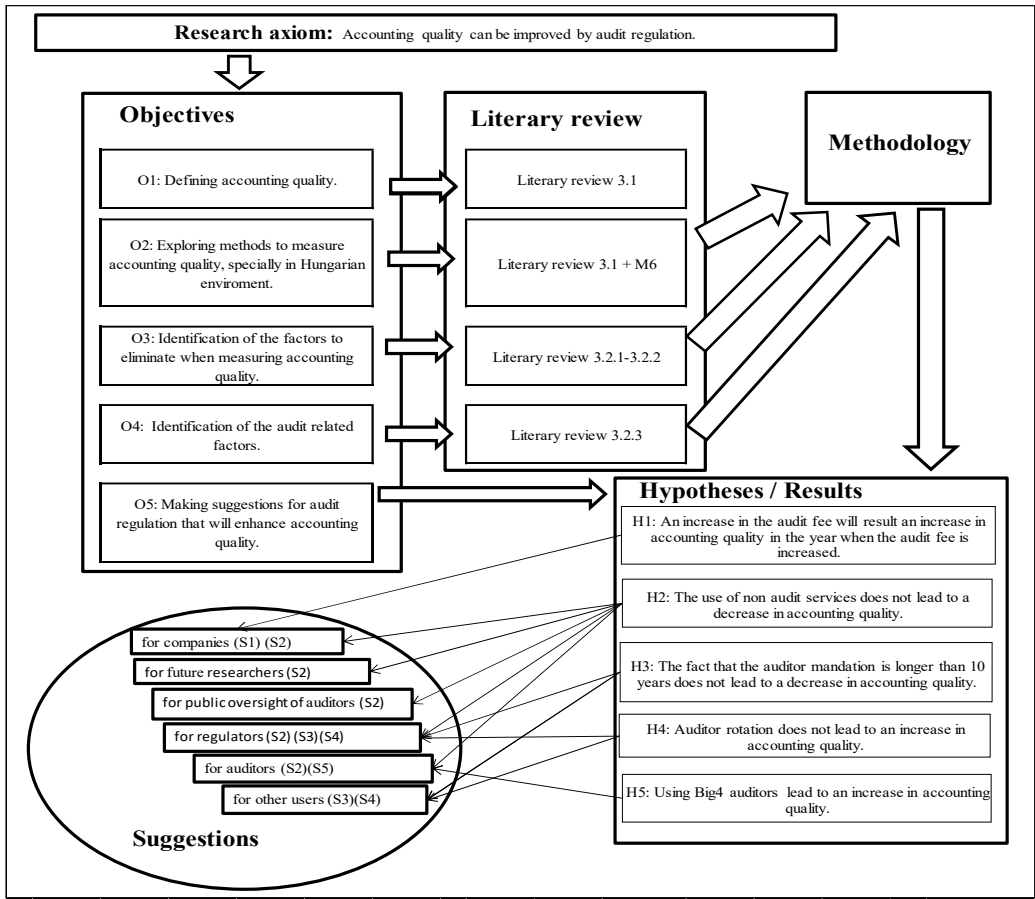 Research axiom: Accounting quality can be improved by audit regulation.
Objectives
O1: Defining accounting quality.
O2: Exploring methods to measure
accounting quality, specially in Hungarian
enviroment.
O3: Identification of the factors to
eliminate when measuring accounting
quality.
O4: Identification of the audit related
factors.
O5: Making suggestions for audit
regulation that will enhance accounting
quality.
Literary review
Literary review 3.1
Literary review 3.1 + M6
Literary review 3.2.1-3.2.2
Literary review 3.2.3
Methodology
Hypotheses / Results
H1: An increase in the audit fee will result an increase in
accounting quality in the year when the audit fee is
increased.
H2: The use of non audit services does not lead to a
decrease in accounting quality.
H3: The fact that the auditor mandation is longer than 10
years does not lead to a decrease in accounting quality.
H4: Auditor rotation does not lead to an increase in
accounting quality.
H5: Using Big4 auditors lead to an increase in accounting
quality.
for companies (S1) (S2)
for future researchers (S2)
for public oversight of auditors (S2)
for regulators (S2) (S3)(S4)
for auditors (S2)(S5)
for other users (S3)(S4)
Suggestions